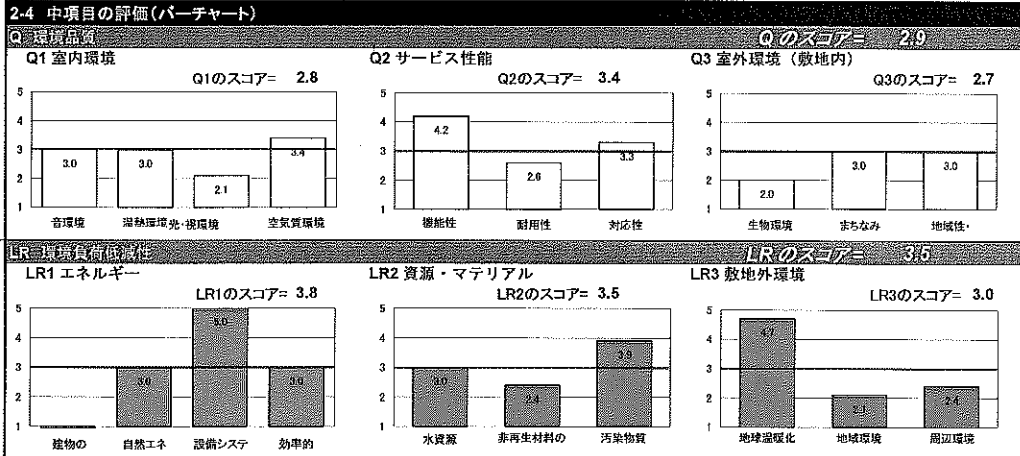 2-4 中項目の評価(バーチャート)
Q 環境品質
Q のスコア= 2.9
Q1 室内環境
Q1のスコア= 2.8
5
4
3
2
1
3.0
3.0
2.1
3.4
音環境
温熱環境
光・視環境
空気質環境
Q2 サービス性能
Q2のスコア= 3.4
5
4
3
2
1
4.2
2.6
3.3
機能性
耐用性
対応性
Q3 室外環境(敷地内)
Q3のスコア= 2.7
5
4
3
2
1
2.0
3.0
3.0
生物環境
まちなみ
地域性・
LR 環境負荷低減性
LR のスコア= 3.5
LR1 エネルギー
LR1のスコア= 3.8
5
4
3
2
1
3.0
5.0
3.0
建物の
自然エネ
設備システ
効率的
LR2 資源・マテリアル
LR2のスコア= 3.5
5
4
3
2
1
3.0
2.4
3.9
水資源
非再生材料の
汚染物質
LR3 敷地外環境
LR3のスコア= 3.0
5
4
3
2
1
4.7
2.1
2.4
地球温暖化
地域環境
周辺環境